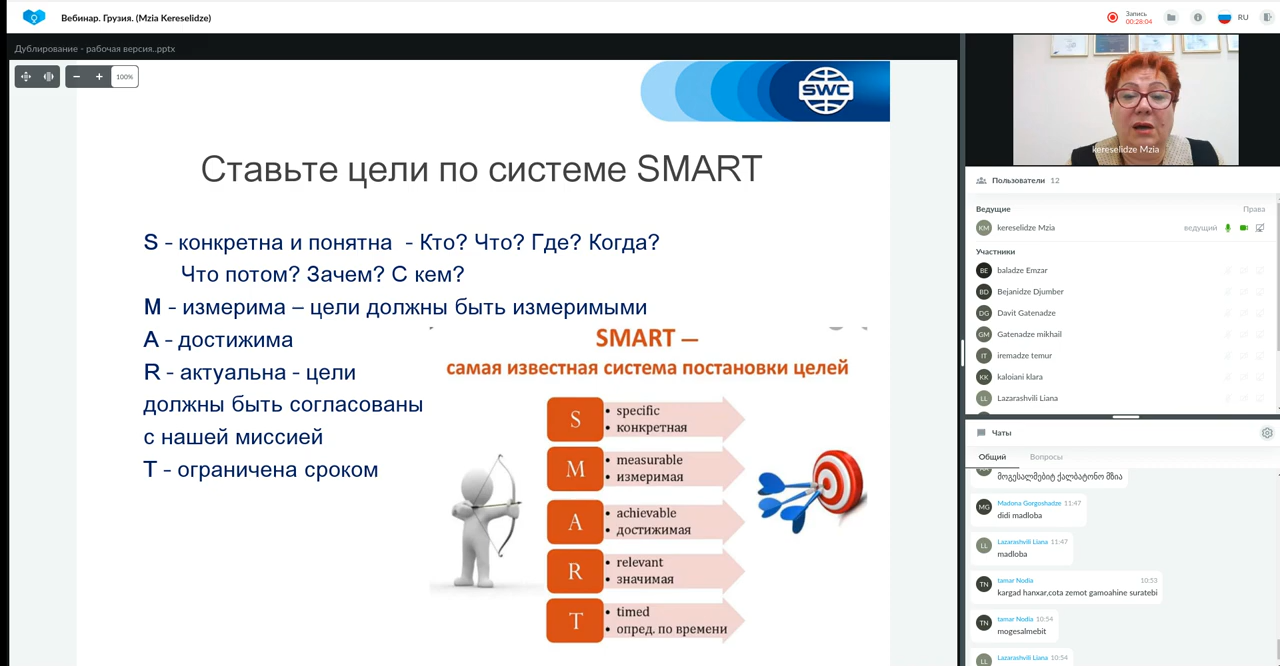 Вебинар. Грузия. (Mzia Kereselidze)
Запись
00:28:04
RU
Дублирование - рабочая версия..pptx
100%
SWC
Ставьте цели по системе SMART
S - конкретна и понятна - Кто? Что? Где? Когда?
Что потом? Зачем? С кем?
M - измерима – цели должны быть измеримыми
A - достижима
R - актуальна - цели
должны быть согласованы
с нашей миссией
T - ограничена сроком
SMART —
самая известная система постановки целей
S
• specific
• конкретная
M
• measurable
• измеримая
A
• achievable
• достижимая
R
• relevant
• значимая
T
• timed
• опред. по времени
kereselidze Mzia
Пользователи 12
Ведущие Права
KM kereselidze Mzia ведущий
Участники
BE baladze Emzar
BD Bejanidze Djumber
DG Davit Gatenadze
GM Gatenadze mikhail
IT iremadze temur
KK kaloiani klara
LL Lazarashvili Liana
Чаты
Общий Вопросы
მოგესალმებიტ ქალბატონო მზია
MG Madona Gorgoshadze 11:47
didi madloba
LL Lazarashvili Liana 11:47
madloba
TN tamar Nodia 10:53
kargad hanxar,cota zemot gamoahine suratebi
TN tamar Nodia 10:54
mogesalmebit
LL Lazarashvili Liana 10:54